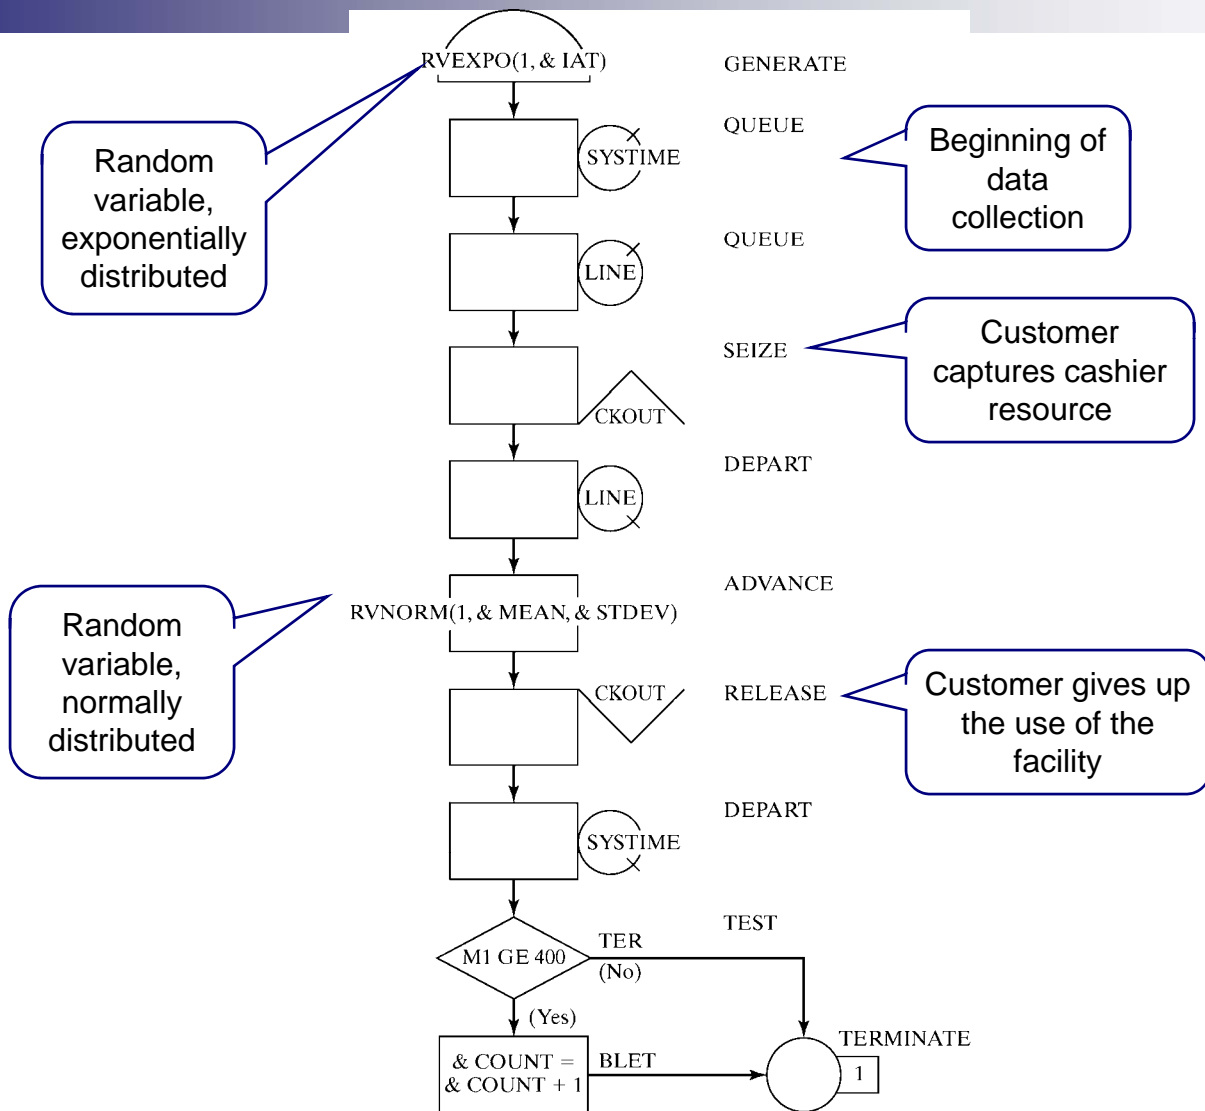 RVEXPO(1, & IAT)
GENERATE
Random
variable,
exponentially
distributed
SYSTIME
QUEUE
Beginning of
data
collection
LINE
QUEUE
CKOUT
SEIZE
Customer
captures cashier
resource
LINE
DEPART
RVNORM(1, & MEAN, & STDEV)
ADVANCE
Random
variable,
normally
distributed
CKOUT
RELEASE
Customer gives up
the use of the
facility
SYSTIME
DEPART
M1 GE 400
TER
(No)
TEST
(Yes)
& COUNT =
& COUNT + 1
BLET
TERMINATE
1